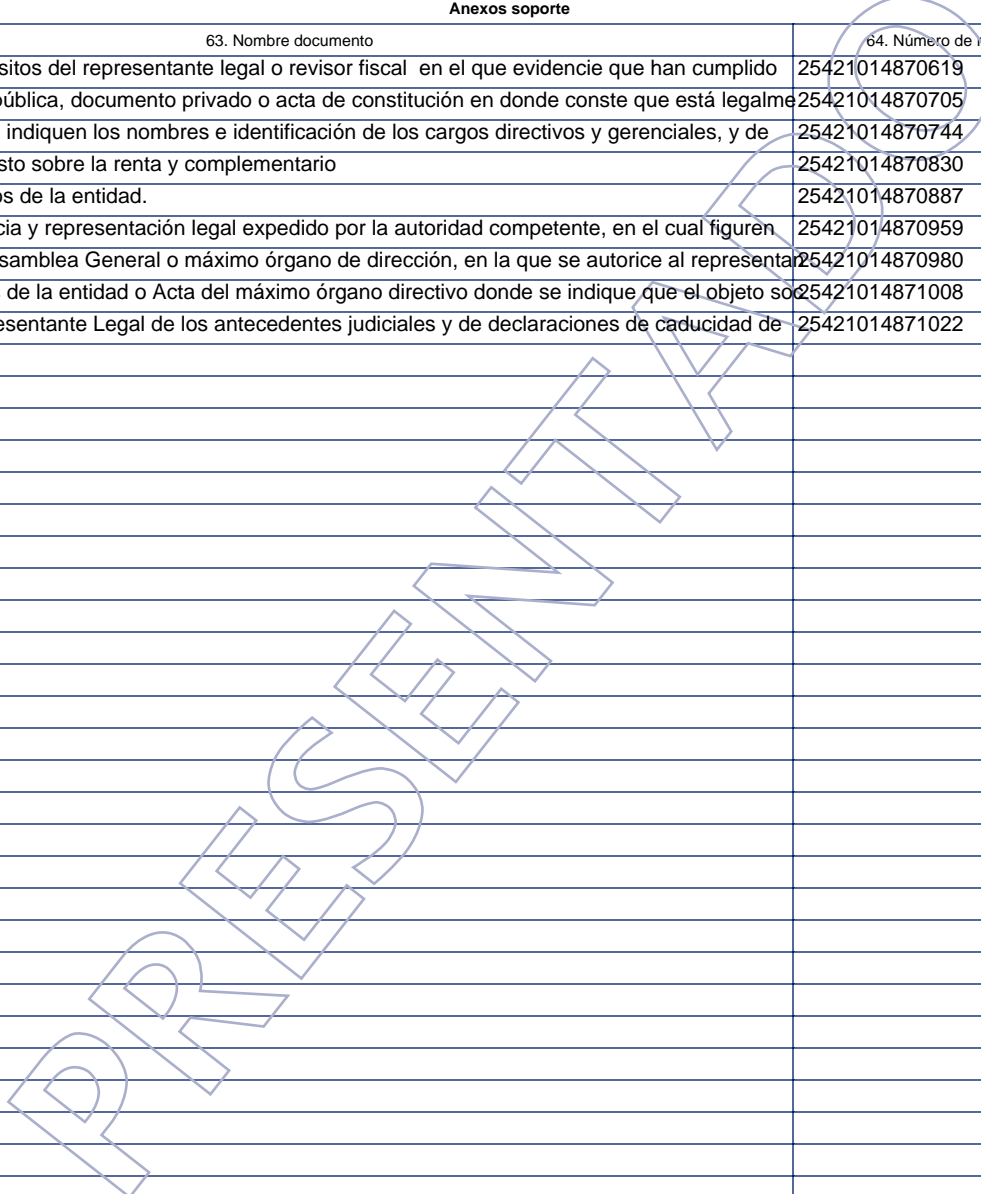 Anexos soporte
63. Nombre documento 64. Número de
sitos del representante legal o revisor fiscal en el que evidencie que han cumplido 25421014870619
pública, documento privado o acta de constitución en donde conste que está legalme 25421014870705
indiquen los nombres e identificación de los cargos directivos y gerenciales, y de 25421014870744
sto sobre la renta y complementario 25421014870830
os de la entidad. 25421014870887
cia y representación legal expedido por la autoridad competente, en el cual figuren 25421014870959
samblea General o máximo órgano de dirección, en la que se autorice al representan 25421014870980
de la entidad o Acta del máximo órgano directivo donde se indique que el objeto soc 25421014871008
esentante Legal de los antecedentes judiciales y de declaraciones de caducidad de 25421014871022
PRESENTADO